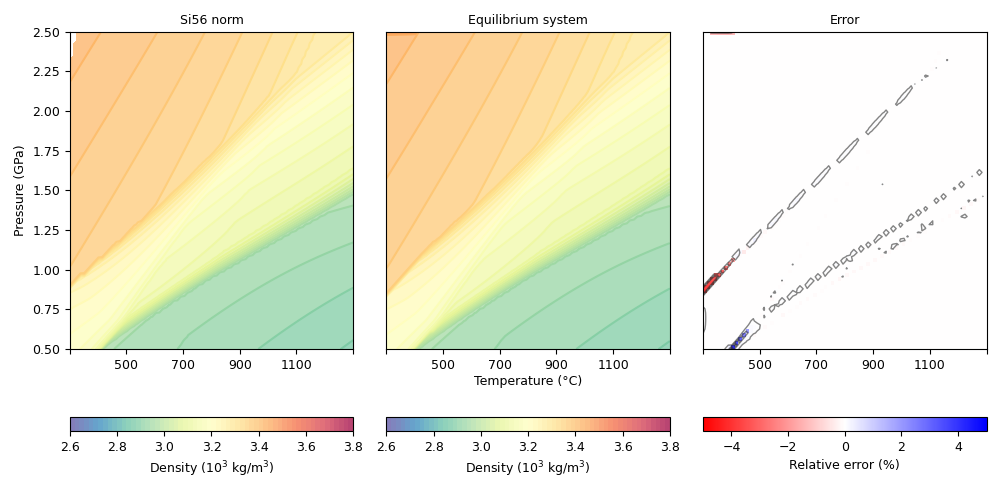 Si56 norm
Equilibrium system
Error
Pressure (GPa)
2.50
2.25
2.00
1.75
1.50
1.25
1.00
0.75
0.50
500 700 900 1100
500 700 900 1100
500 700 900 1100
Temperature (°C)
2.6 2.8 3.0 3.2 3.4 3.6 3.8
Density (10³ kg/m³)
2.6 2.8 3.0 3.2 3.4 3.6 3.8
Density (10³ kg/m³)
−4 −2 0 2 4
Relative error (%)